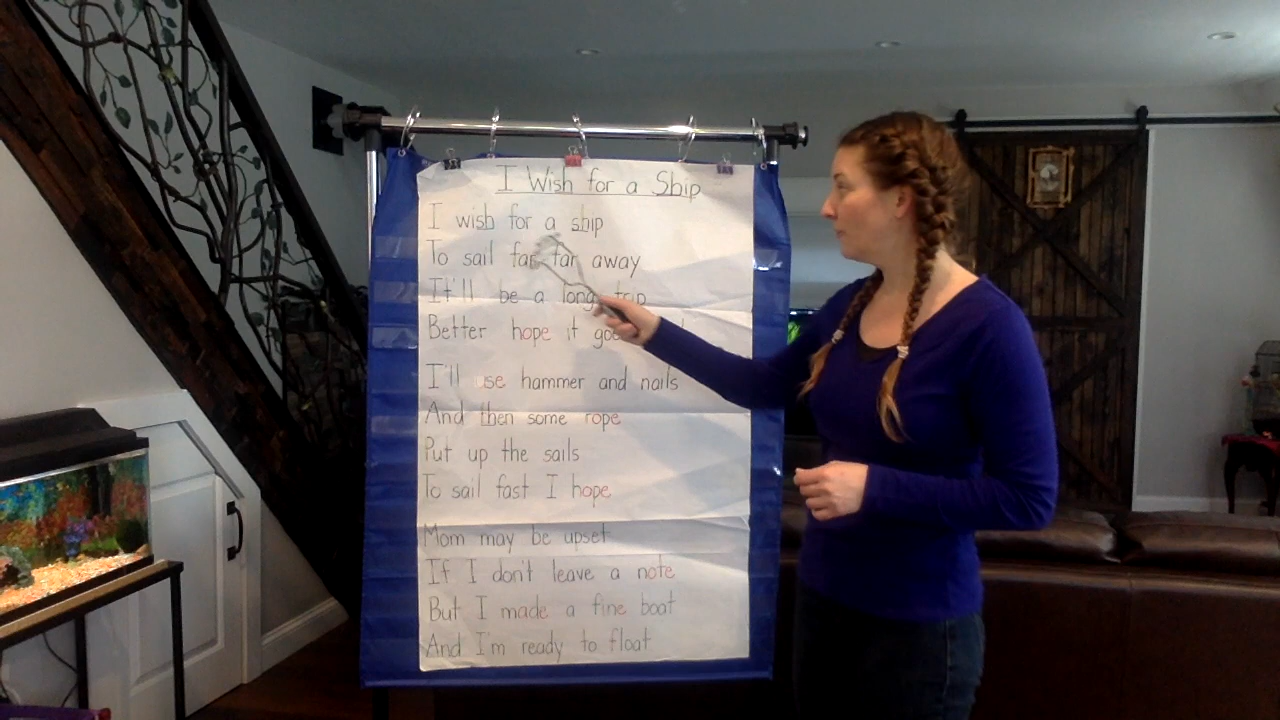 I Wish for a Ship
I wish for a ship
To sail far far away
It'll be a long trip
Better hope it
I'll use hammer and nails
And then some rope
Put up the sails
To sail fast I hope
Mom may be upset
If I don't leave a note
But I made a fine boat
And I'm ready to float